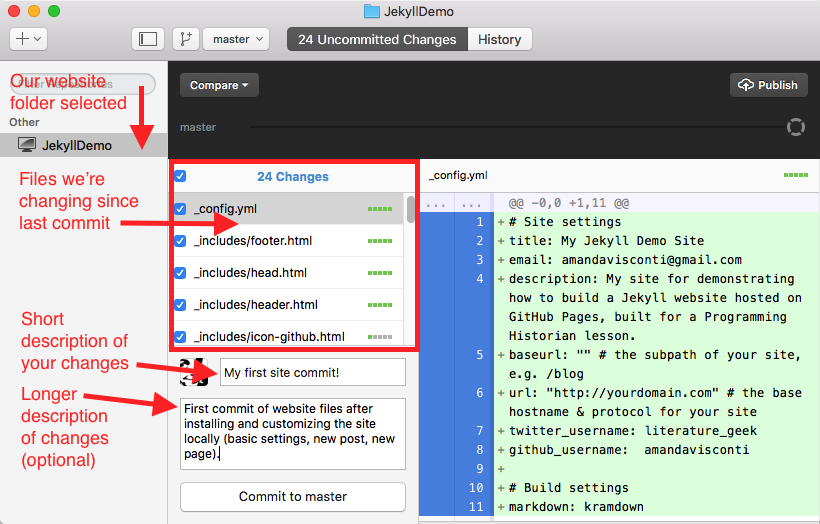 JekyllDemo
master
24 Uncommitted Changes
History
Our website
folder selected
Filter Repositories
Other
JekyllDemo
Compare
Publish
master
Files we're
changing since
last commit
24 Changes
_config.yml
_includes/footer.html
_includes/head.html
_includes/header.html
_includes/icon-github.html
Short
description of
your changes
My first site commit!
Longer
description
of changes
(optional)
First commit of website files after
installing and customizing the site
locally (basic settings, new post, new
page).
Commit to master
_config.yml
... ... @@ -0,0 +1,11 @@
1 +# Site settings
2 +title: My Jekyll Demo Site
3 +email: amandavisconti@gmail.com
4 +description: My site for demonstrating
how to build a Jekyll website hosted on
GitHub Pages, built for a Programming
Historian lesson.
5 +baseurl: "" # the subpath of your site,
e.g. /blog
6 +url: "http://yourdomain.com" # the base
hostname & protocol for your site
7 +twitter_username: literature_geek
8 +github_username:  amandavisconti
9 +
10 +# Build settings
11 +markdown: kramdown